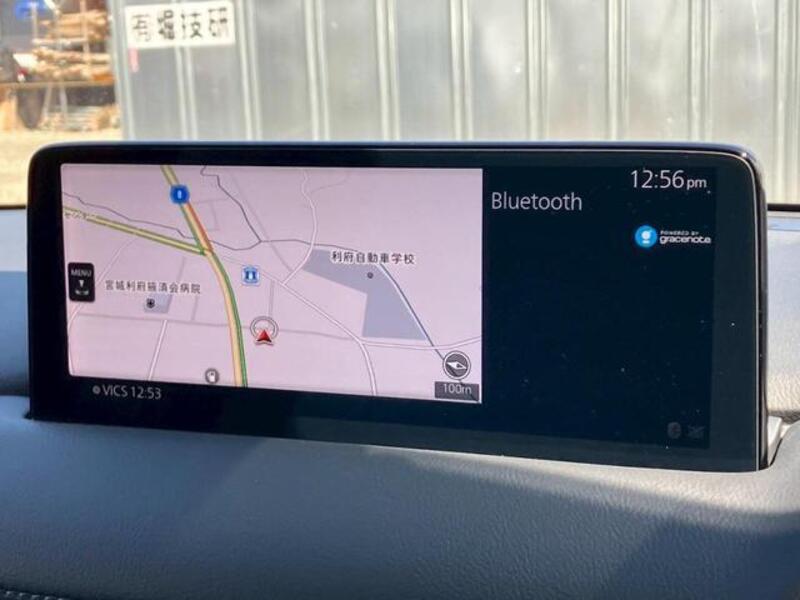 ㈲堀技研
12:56pm
Bluetooth
POWERED BY
gracenote
利府自動車学校
MENU
宮城利府掖済会病院
100m
VICS 12:53